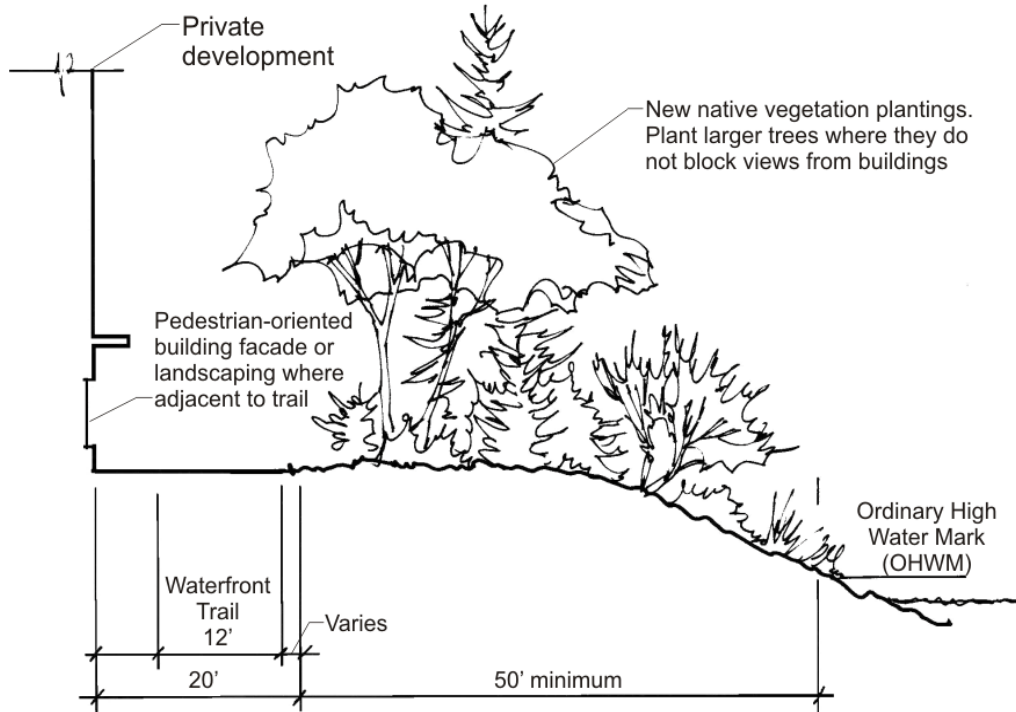 Private
development
New native vegetation plantings.
Plant larger trees where they do
not block views from buildings
Pedestrian-oriented
building facade or
landscaping where
adjacent to trail
Ordinary High
Water Mark
(OHWM)
Waterfront
Trail
12’
Varies
20’
50’ minimum